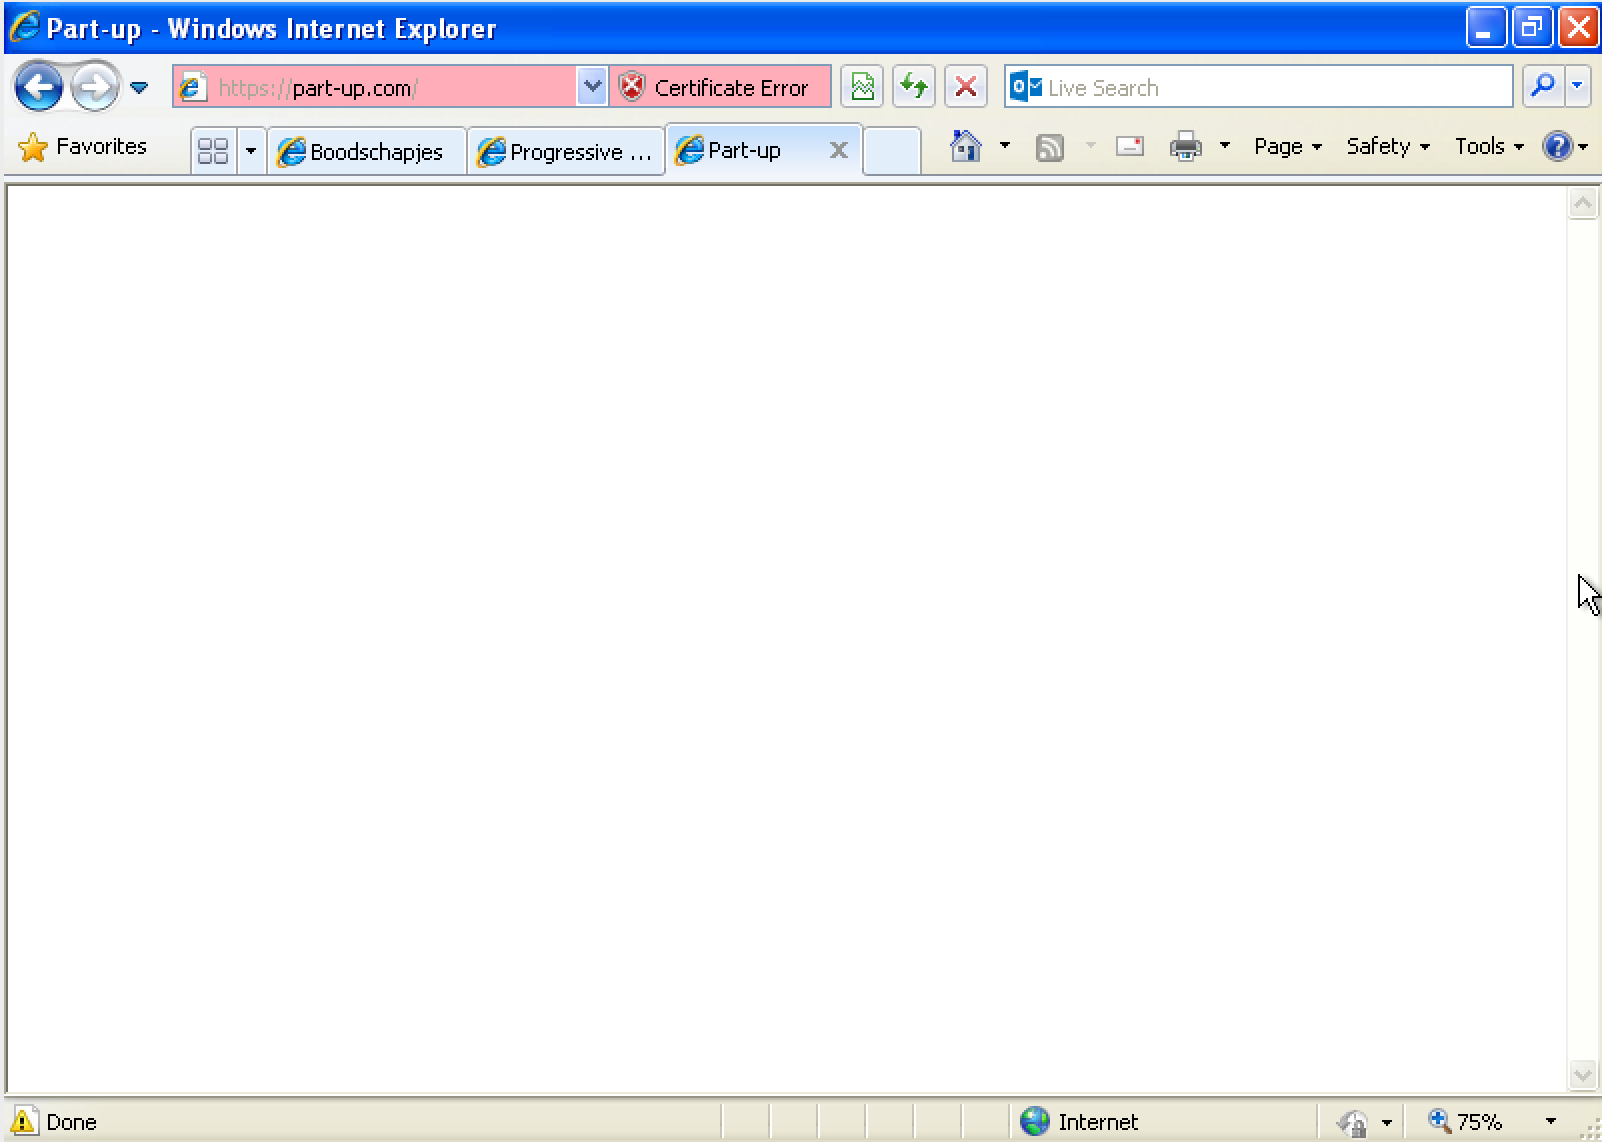 Part-up - Windows Internet Explorer
https://part-up.com/ Certificate Error Live Search
Favorites Boodschapjes Progressive ... Part-up Page Safety Tools
Done Internet 75%